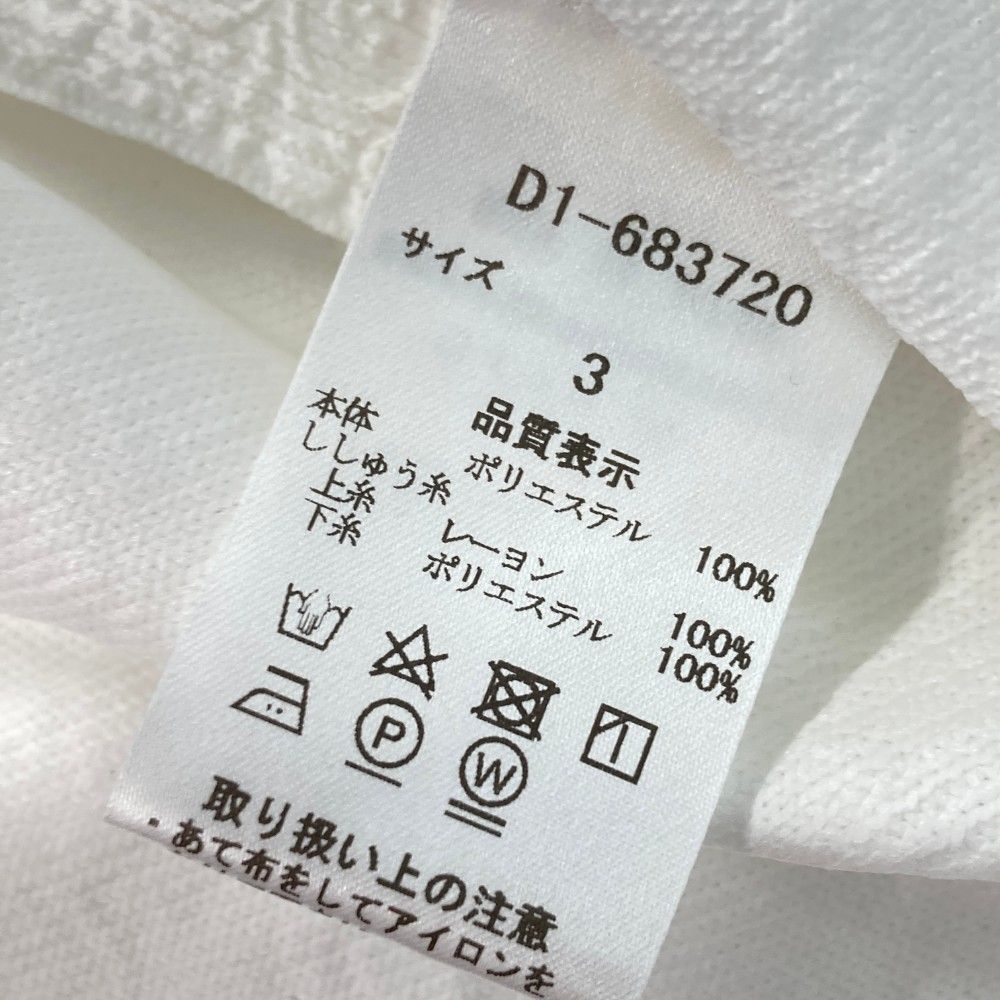 D1-683720
サイズ
3
品質表示
本体 ポリエステル 100%
ししゅう糸
上糸 レーヨン 100%
下糸 ポリエステル 100%
P
W
取り扱い上の注意
・あて布をしてアイロンを